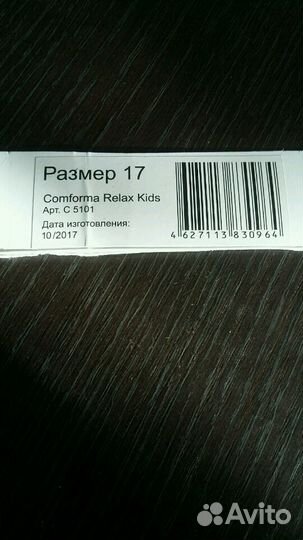 Размер 17
Comforma Relax Kids
Арт. С 5101
Дата изготовления:
10/2017
4 627113 830964
Avito